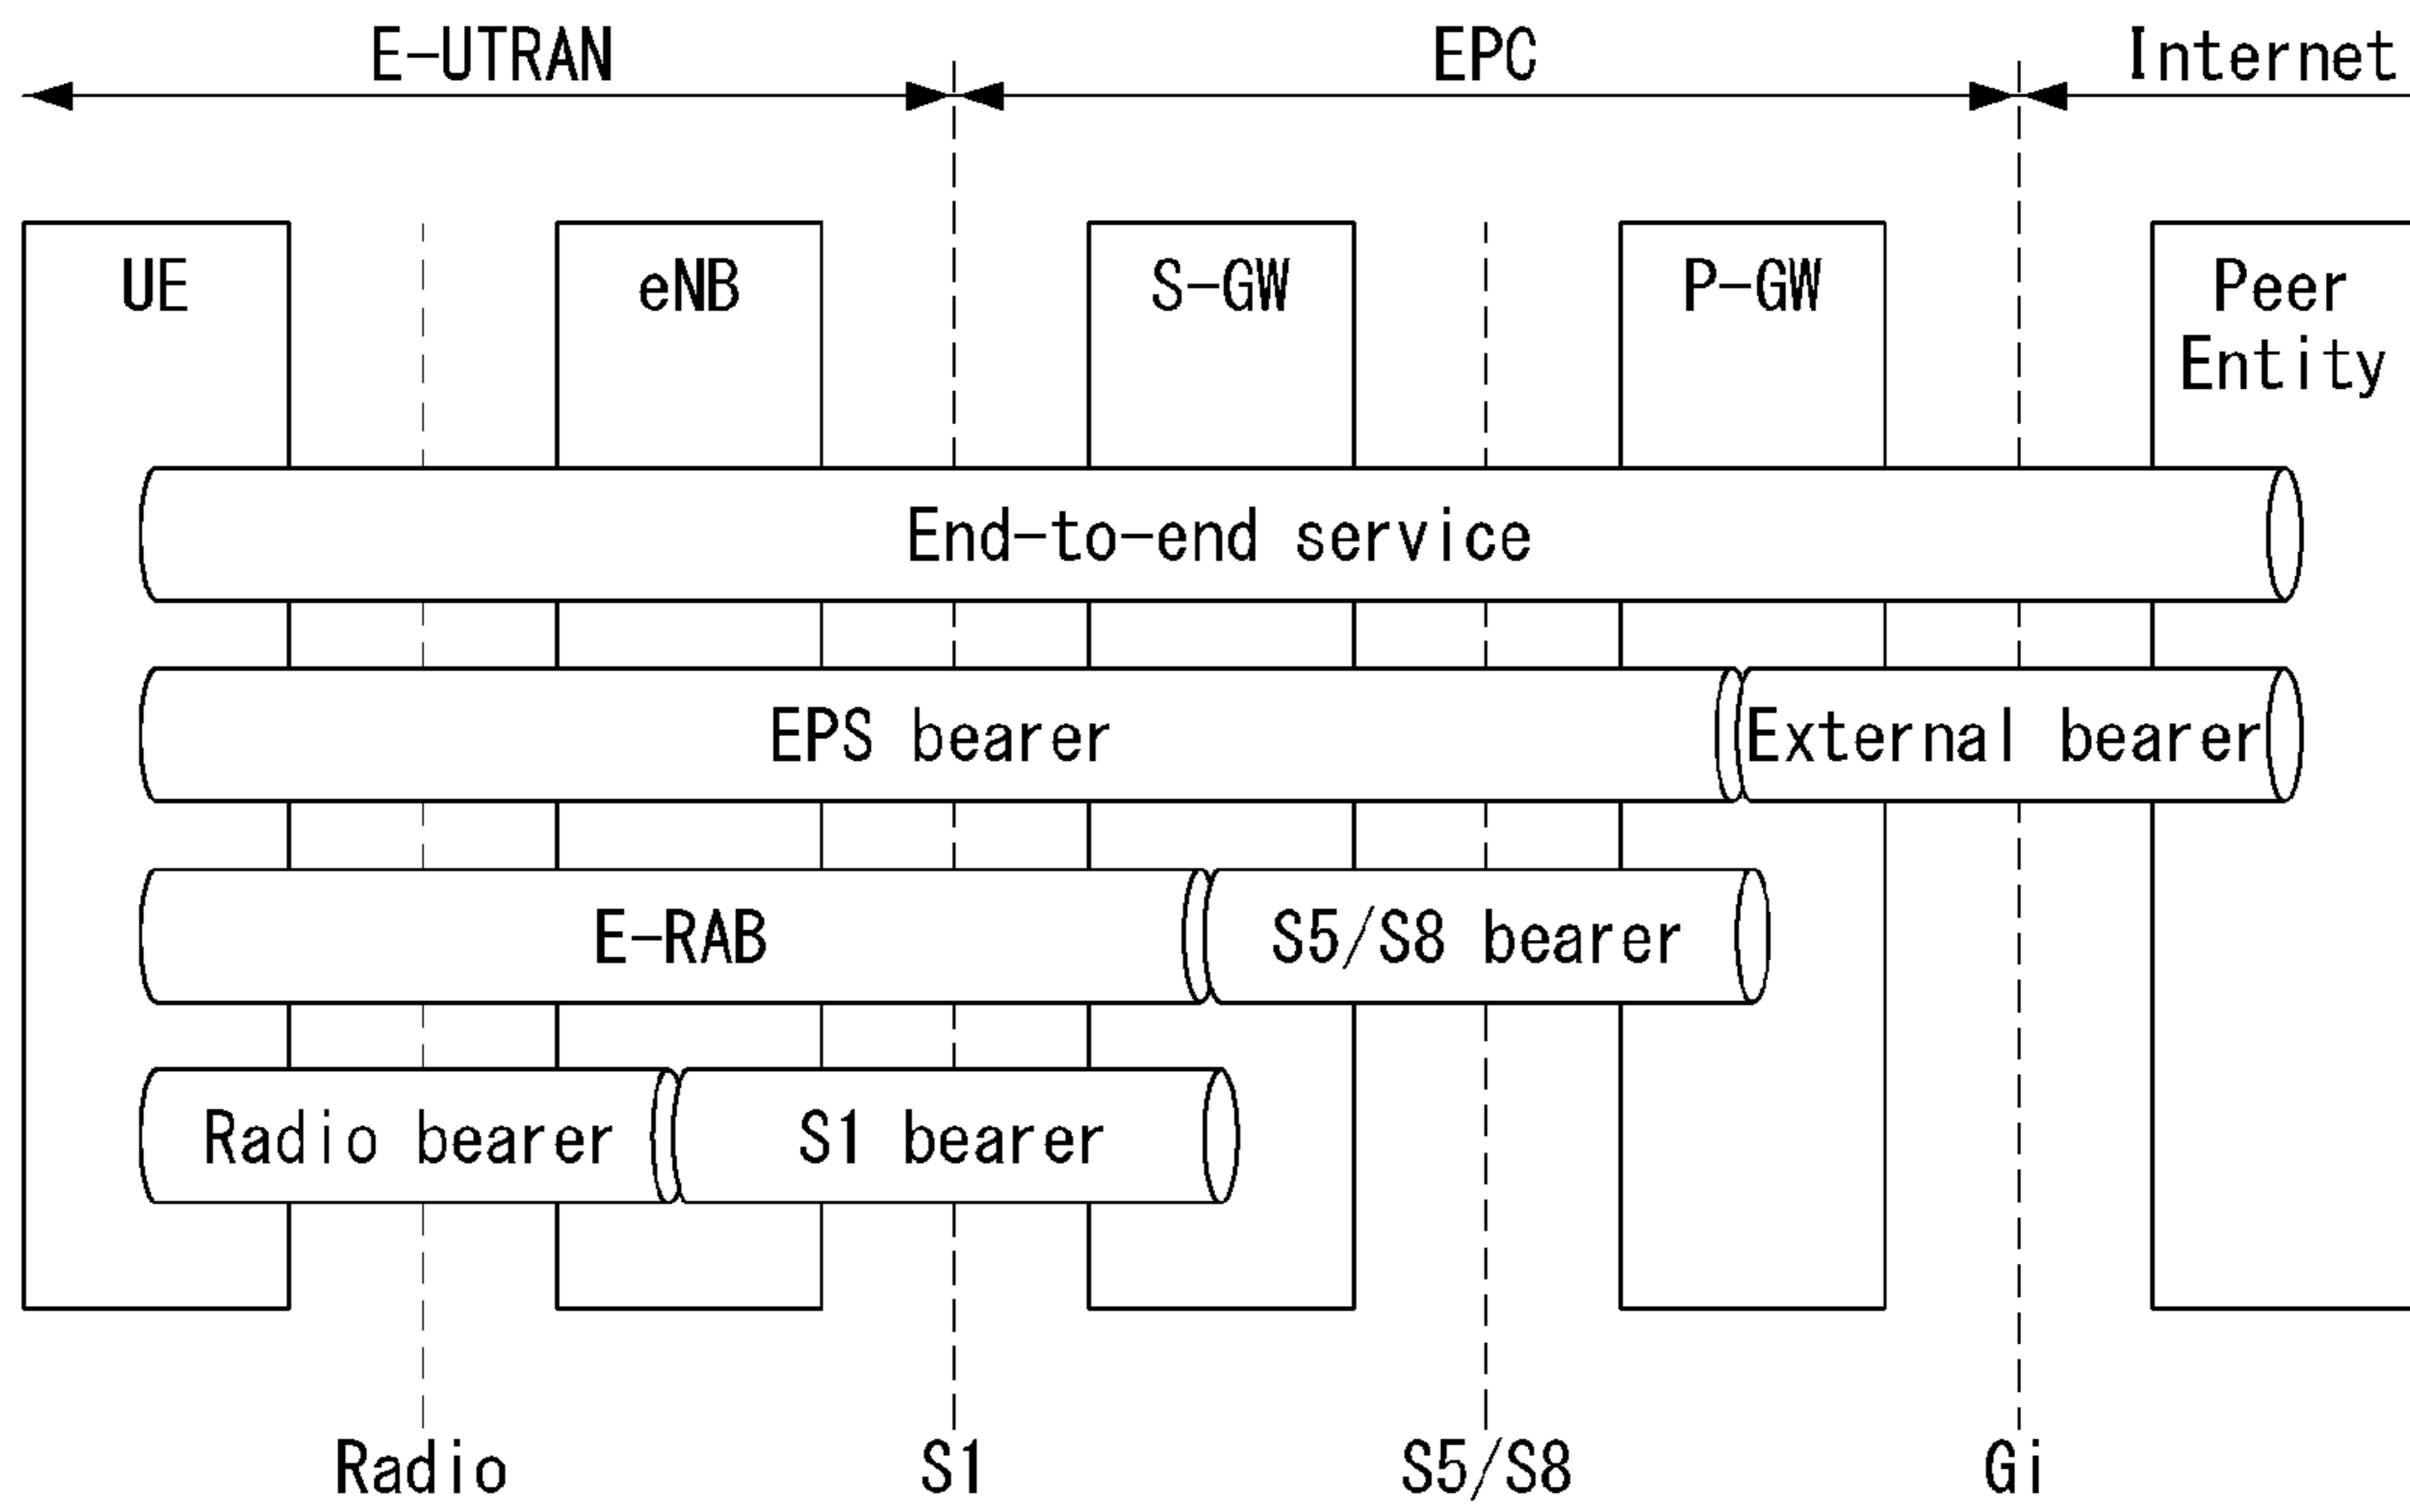 E-UTRAN
EPC
Internet
UE
eNB
S-GW
P-GW
Peer
Entity
End-to-end service
EPS bearer
External bearer
E-RAB
S5/S8 bearer
Radio bearer
S1 bearer
Radio
S1
S5/S8
Gi